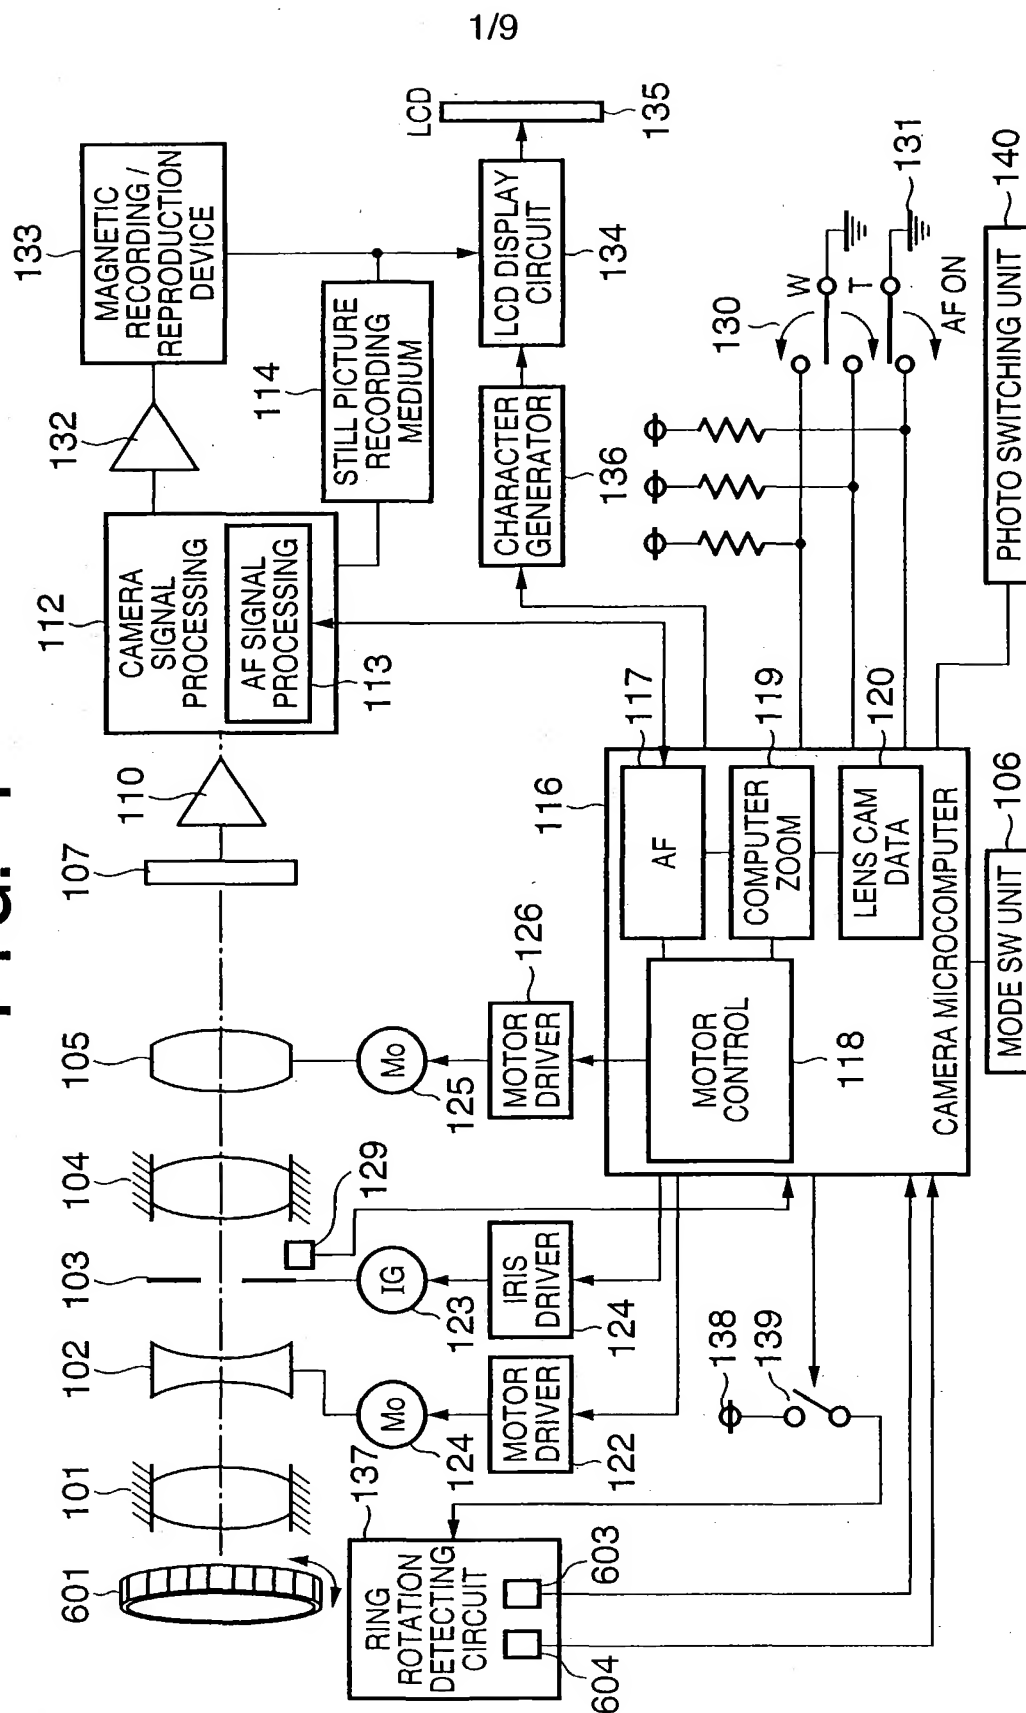 1/9
601
101
102
103
104
105
107
110
112
CAMERA
SIGNAL
PROCESSING
AF SIGNAL
PROCESSING
113
132
133
MAGNETIC
RECORDING /
REPRODUCTION
DEVICE
129
114
STILL PICTURE
RECORDING
MEDIUM
LCD
135
137
RING
ROTATION
DETECTING
CIRCUIT
604
603
Mo
124
MOTOR
DRIVER
122
IG
123
IRIS
DRIVER
124
Mo
125
MOTOR
DRIVER
126
CHARACTER
GENERATOR
136
LCD DISPLAY
CIRCUIT
134
138
139
116
117
AF
119
COMPUTER
ZOOM
120
LENS CAM
DATA
MOTOR
CONTROL
118
CAMERA MICROCOMPUTER
130
W
T
131
AF ON
MODE SW UNIT
106
PHOTO SWITCHING UNIT
140